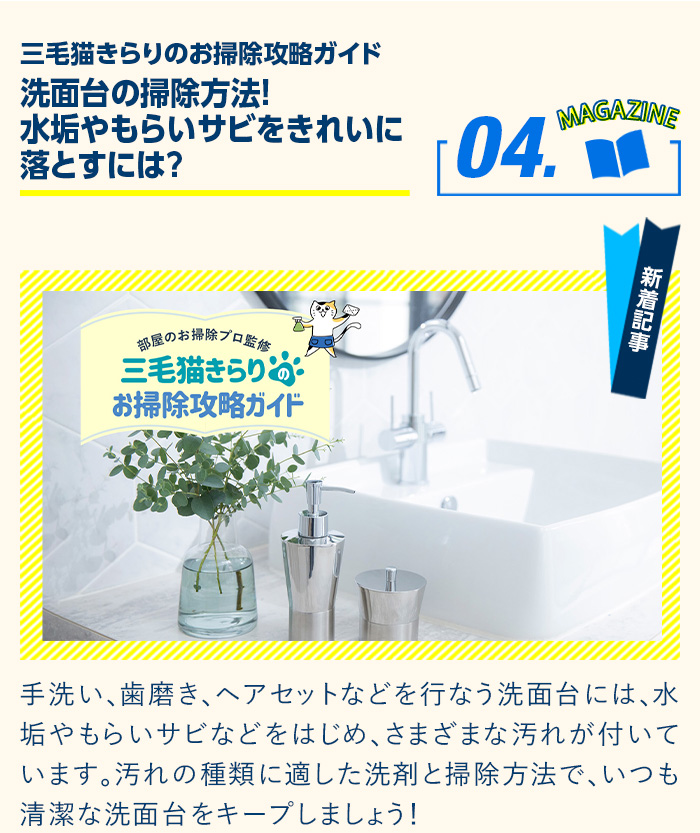 三毛猫きらりのお掃除攻略ガイド
洗面台の掃除方法!
水垢やもらいサビをきれいに
落とすには?
04.
MAGAZINE
新着記事
部屋のお掃除プロ監修
三毛猫きらりの
お掃除攻略ガイド
手洗い、歯磨き、ヘアセットなどを行なう洗面台には、水
垢やもらいサビなどをはじめ、さまざまな汚れが付いて
います。汚れの種類に適した洗剤と掃除方法で、いつも
清潔な洗面台をキープしましょう!